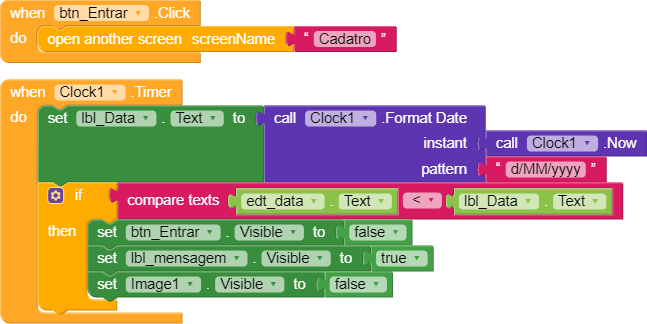 when btn_Entrar .Click
do open another screen screenName " Cadatro "
when Clock1 .Timer
do set lbl_Data . Text to call Clock1 .Format Date
instant call Clock1 .Now
pattern " d/MM/yyyy "
if compare texts edt_data . Text < lbl_Data . Text
then set btn_Entrar . Visible to false
set lbl_mensagem . Visible to true
set Image1 . Visible to false